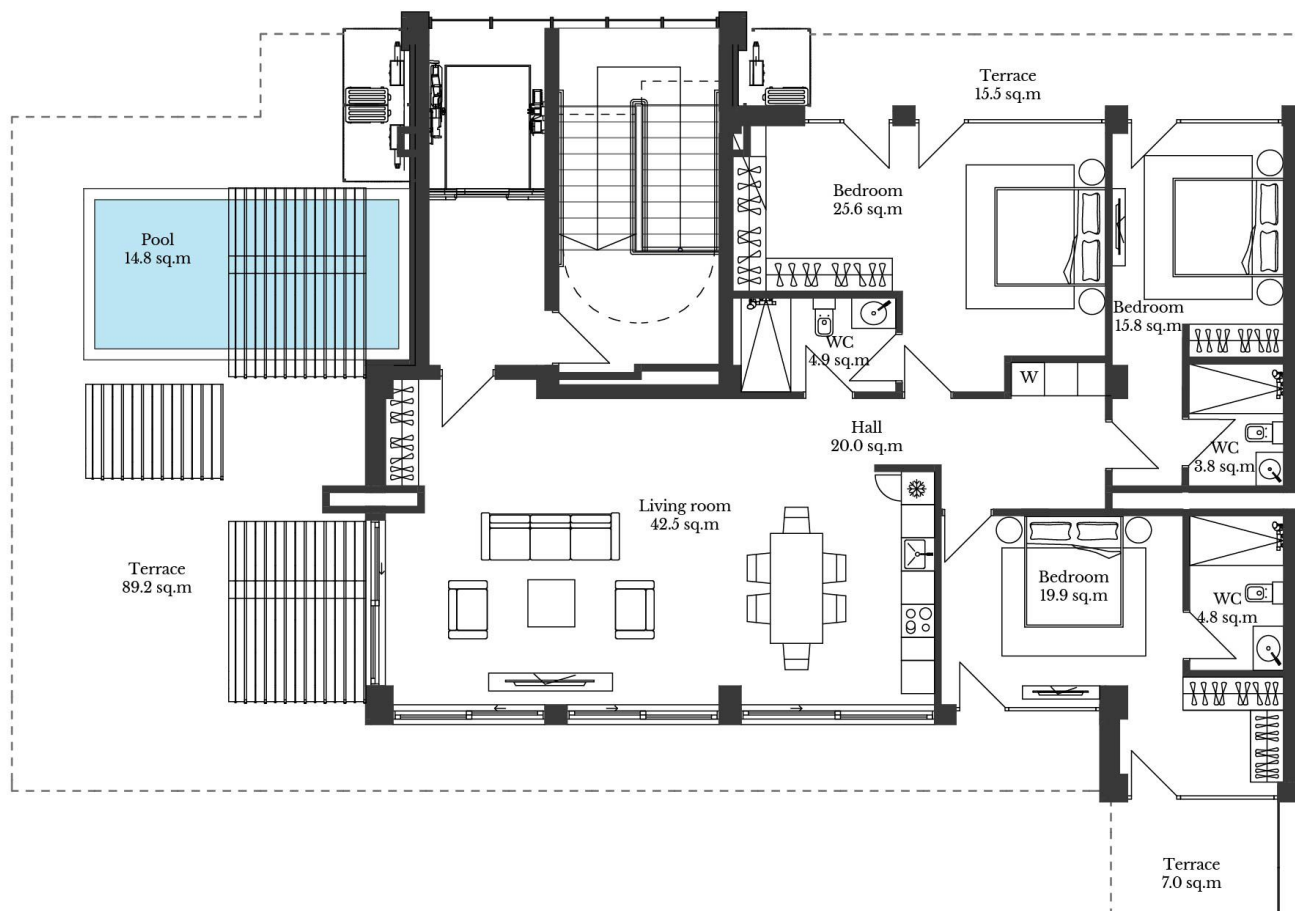 Terrace
15.5 sq.m
Bedroom
25.6 sq.m
Pool
14.8 sq.m
Bedroom
15.8 sq.m
WC
4.9 sq.m
W
Hall
20.0 sq.m
WC
3.8 sq.m
Living room
42.5 sq.m
Terrace
89.2 sq.m
Bedroom
19.9 sq.m
WC
4.8 sq.m
Terrace
7.0 sq.m